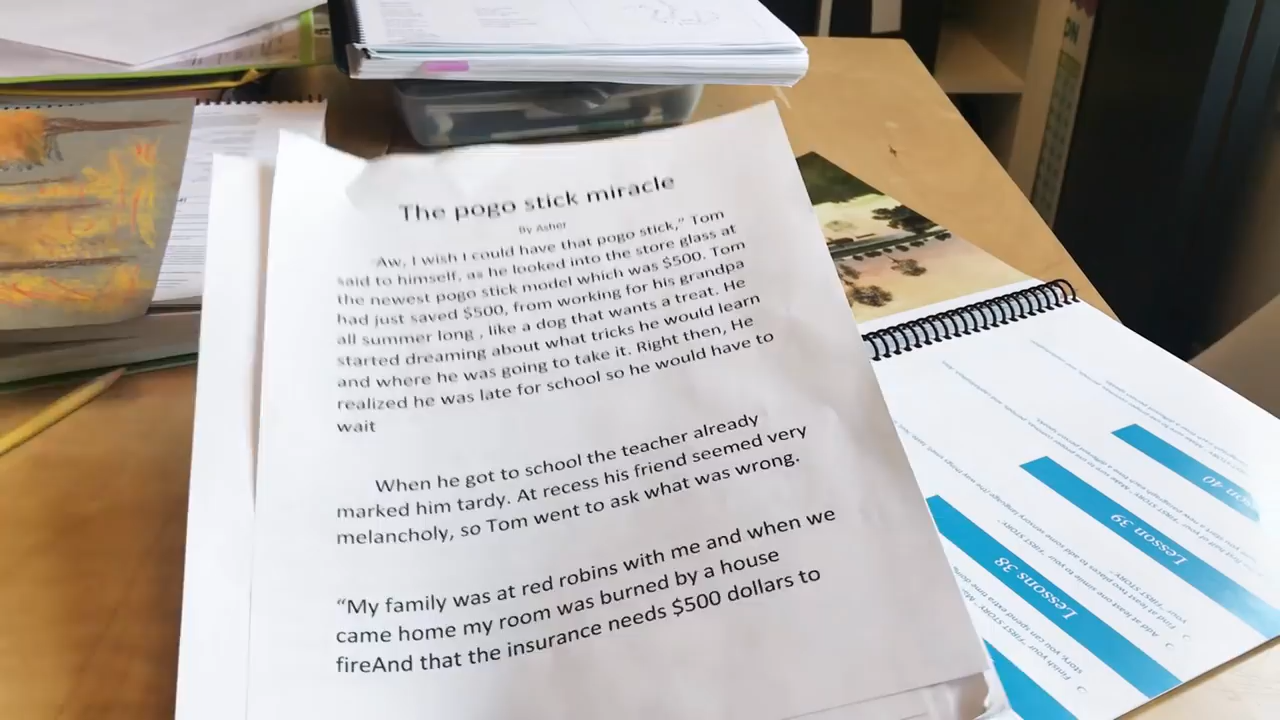 The pogo stick miracle
By Asher
Aw, I wish I could have that pogo stick,” Tom
said to himself, as he looked into the store glass at
the newest pogo stick model which was $500. Tom
had just saved $500, from working for his grandpa
all summer long , like a dog that wants a treat. He
started dreaming about what tricks he would learn
and where he was going to take it. Right then, He
realized he was late for school so he would have to
wait
When he got to school the teacher already
marked him tardy. At recess his friend seemed very
melancholy, so Tom went to ask what was wrong.
“My family was at red robins with me and when we
came home my room was burned by a house
fireAnd that the insurance needs $500 dollars to
on 40
Lesson 39
Lessons 38